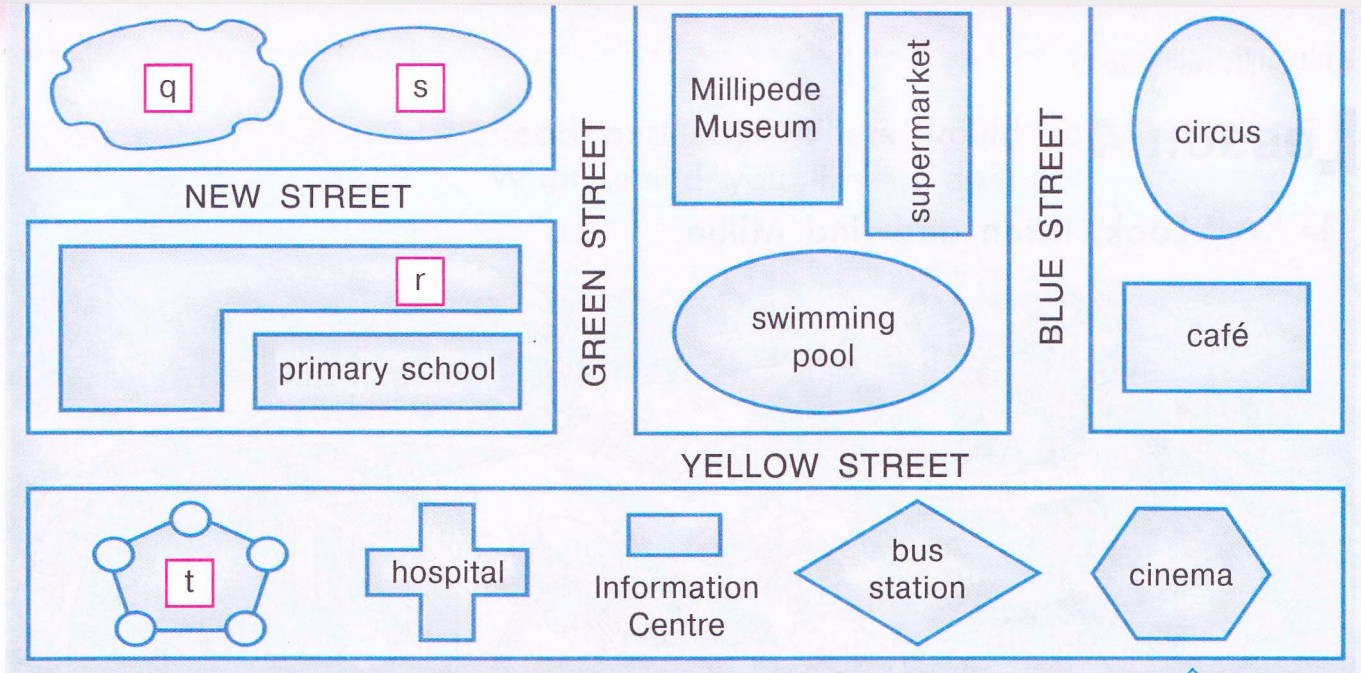 q
s
Millipede
Museum
supermarket
circus
NEW STREET
GREEN STREET
BLUE STREET
r
primary school
swimming
pool
café
YELLOW STREET
t
hospital
Information
Centre
bus
station
cinema